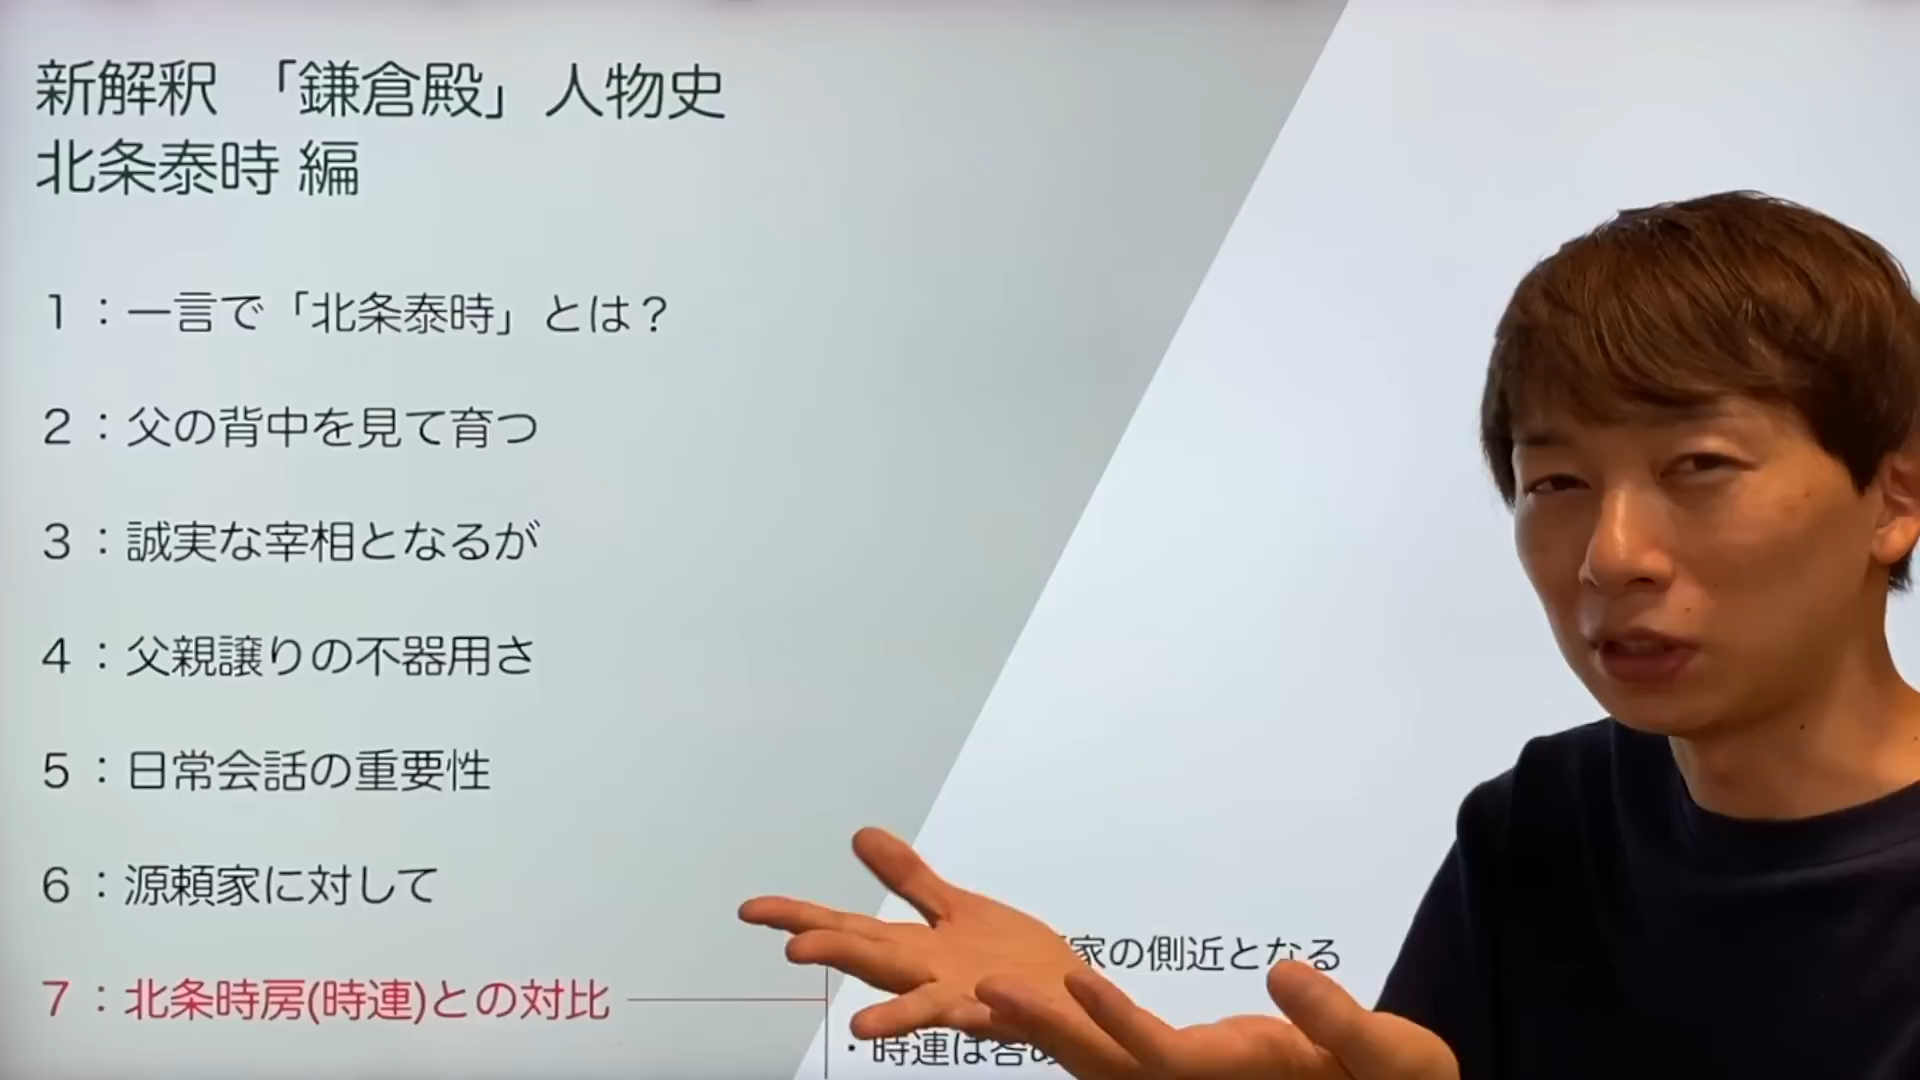 新解釈 「鎌倉殿」人物史
北条泰時 編
1：一言で「北条泰時」とは？
2：父の背中を見て育つ
3：誠実な宰相となるが
4：父親譲りの不器用さ
5：日常会話の重要性
6：源頼家に対して
7：北条時房(時連)との対比
家の側近となる
・時連は咎め